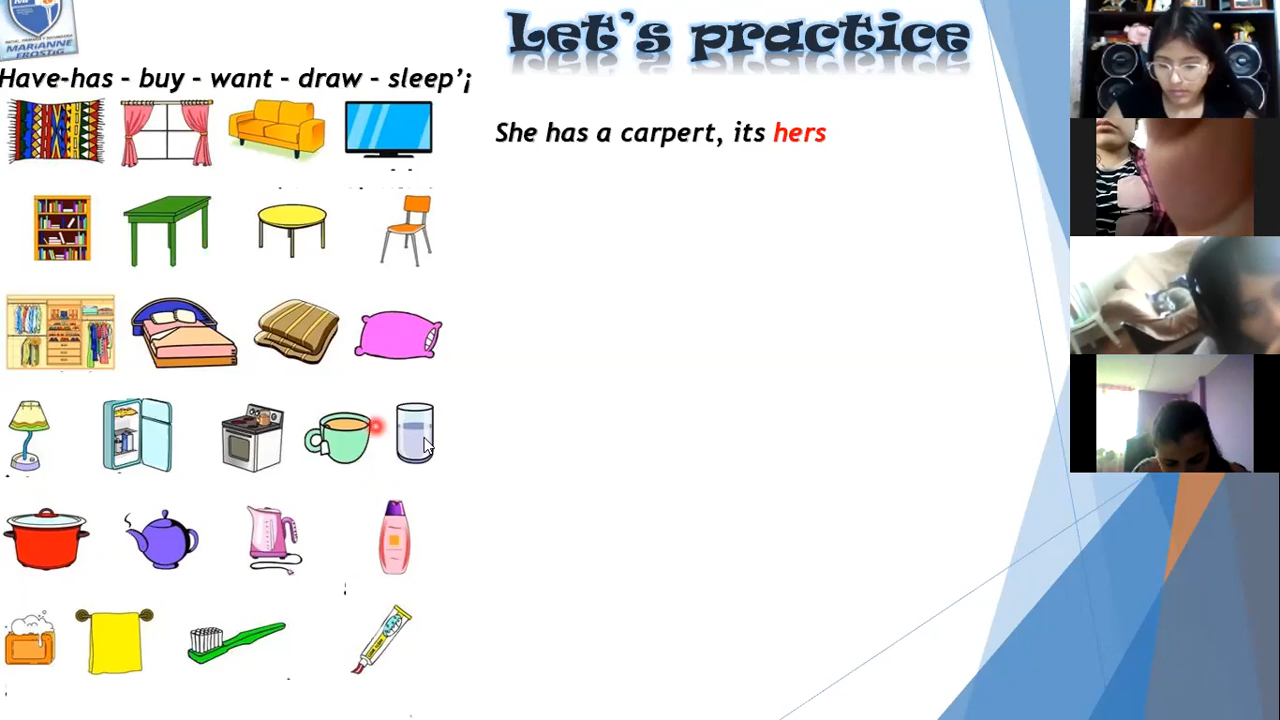 MARIANNE
FROSTIG
Let's practice
Have-has - buy - want - draw - sleep’¡
She has a carpert, its hers